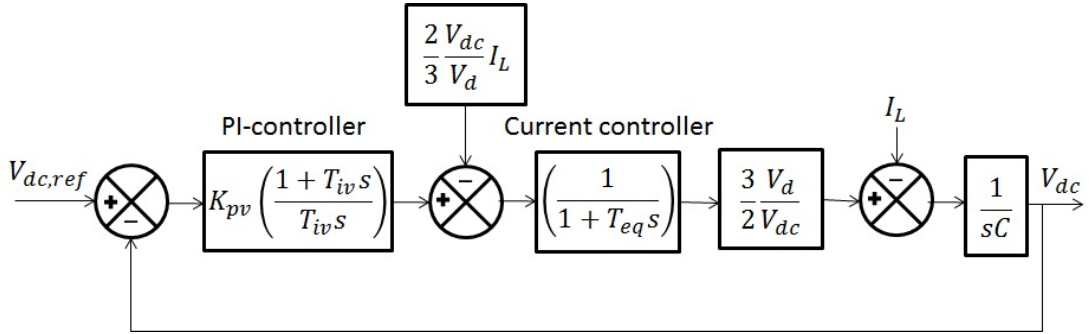 2/3 V_dc/V_d I_L
PI-controller
Current controller
I_L
V_dc,ref
+
−
K_pv ( (1 + T_iv s) / (T_iv s) )
−
+
( 1 / (1 + T_eq s) )
3/2 V_d/V_dc
−
+
1/sC
V_dc